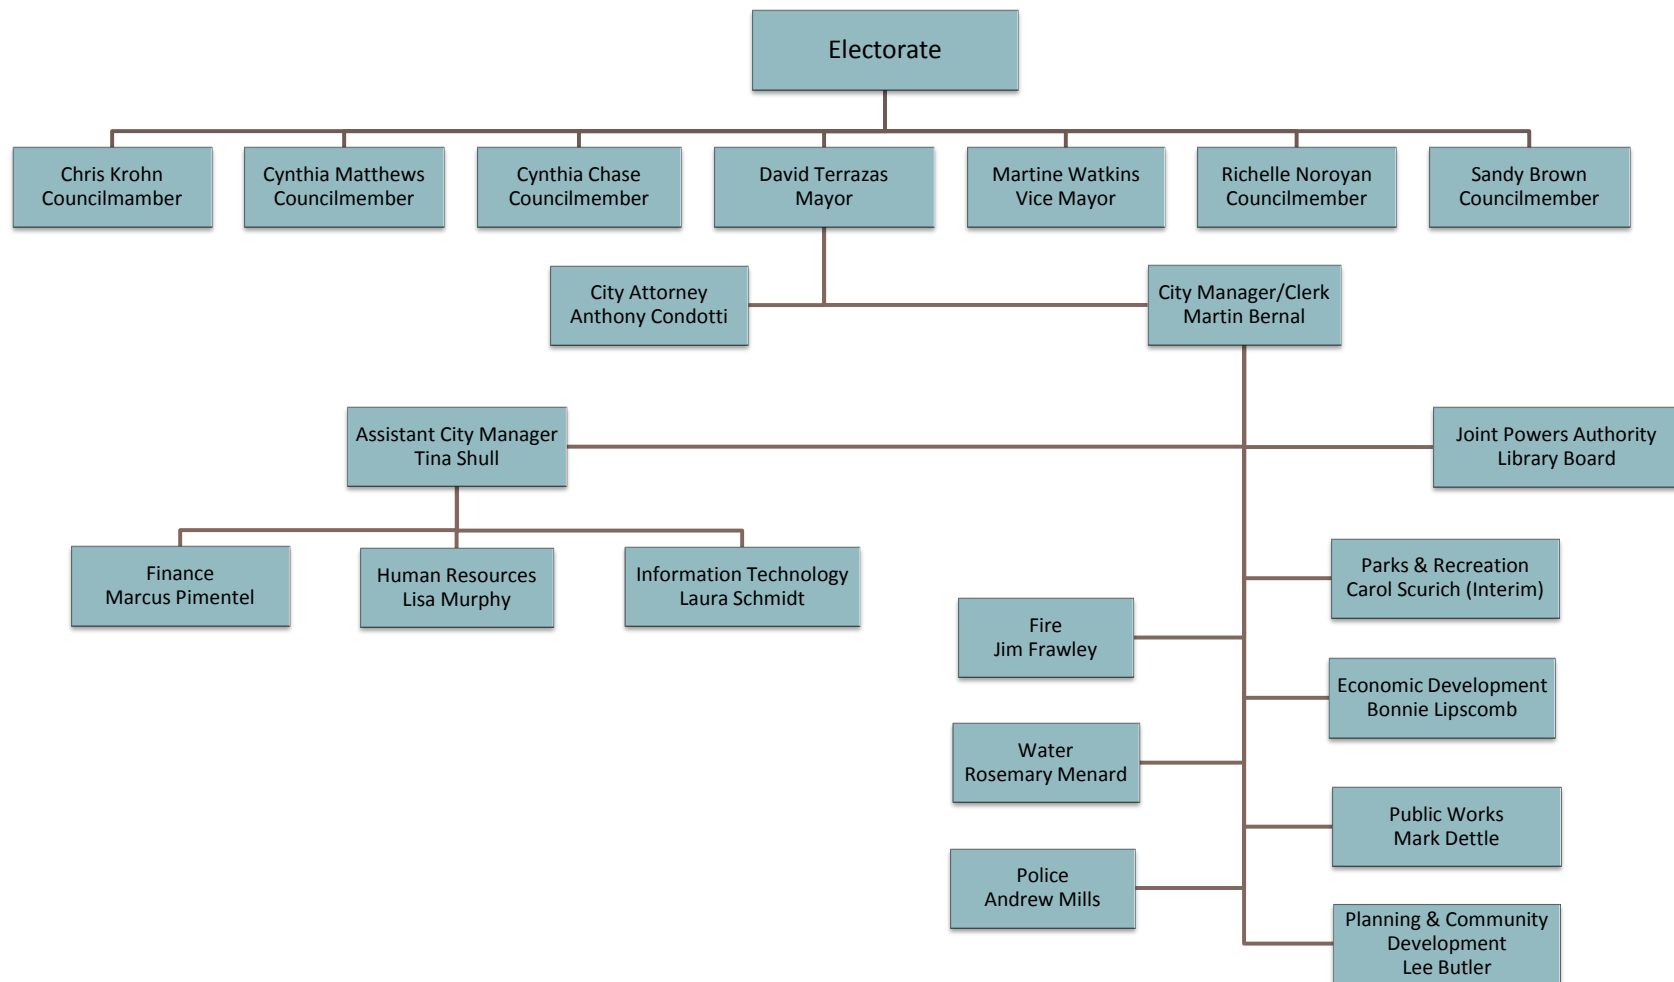 Electorate
Chris Krohn
Councilmamber
Cynthia Matthews
Councilmember
Cynthia Chase
Councilmember
David Terrazas
Mayor
Martine Watkins
Vice Mayor
Richelle Noroyan
Councilmember
Sandy Brown
Councilmember
City Attorney
Anthony Condotti
City Manager/Clerk
Martin Bernal
Assistant City Manager
Tina Shull
Joint Powers Authority
Library Board
Finance
Marcus Pimentel
Human Resources
Lisa Murphy
Information Technology
Laura Schmidt
Parks & Recreation
Carol Scurich (Interim)
Fire
Jim Frawley
Economic Development
Bonnie Lipscomb
Water
Rosemary Menard
Public Works
Mark Dettle
Police
Andrew Mills
Planning & Community
Development
Lee Butler